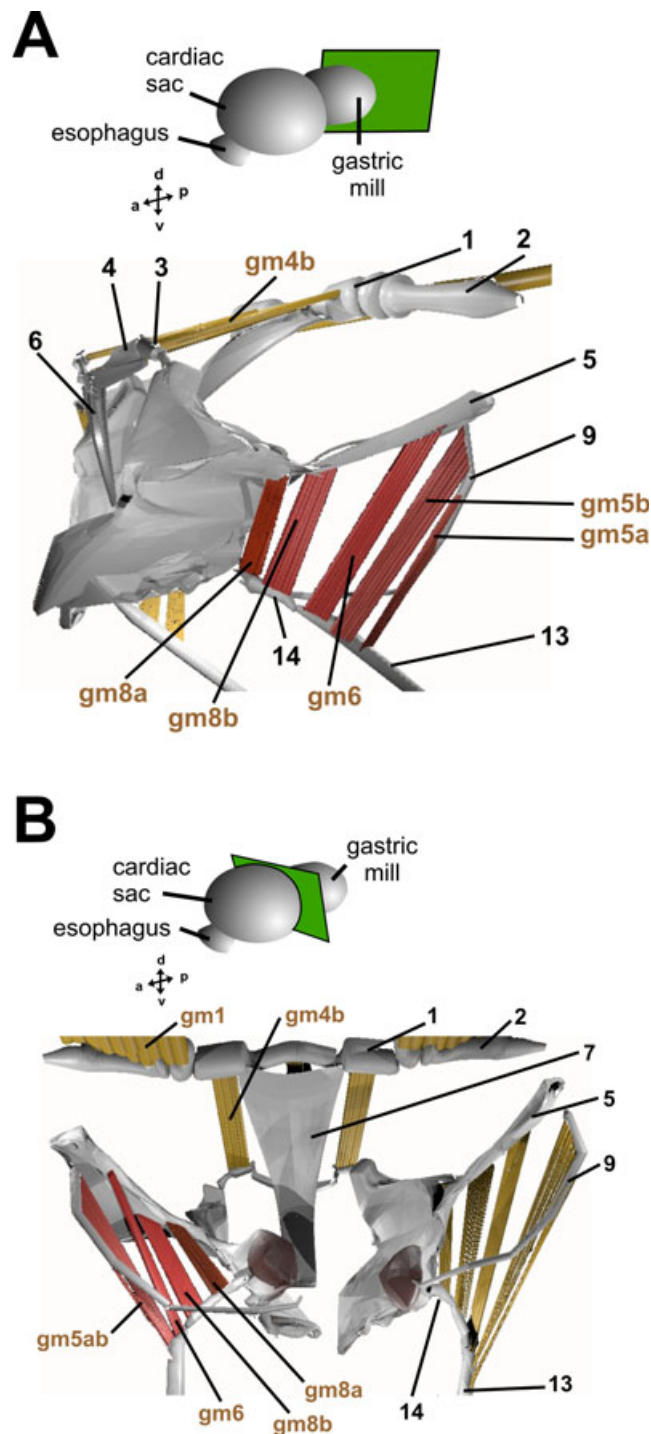 A
cardiac
sac
esophagus
gastric
mill
d
a
p
v
1
2
gm4b
3
4
6
5
9
gm5b
gm5a
14
13
gm8a
gm8b
gm6
B
gastric
mill
cardiac
sac
esophagus
d
a
p
v
gm1
gm4b
1
2
7
5
9
gm5ab
gm6
gm8b
gm8a
14
13